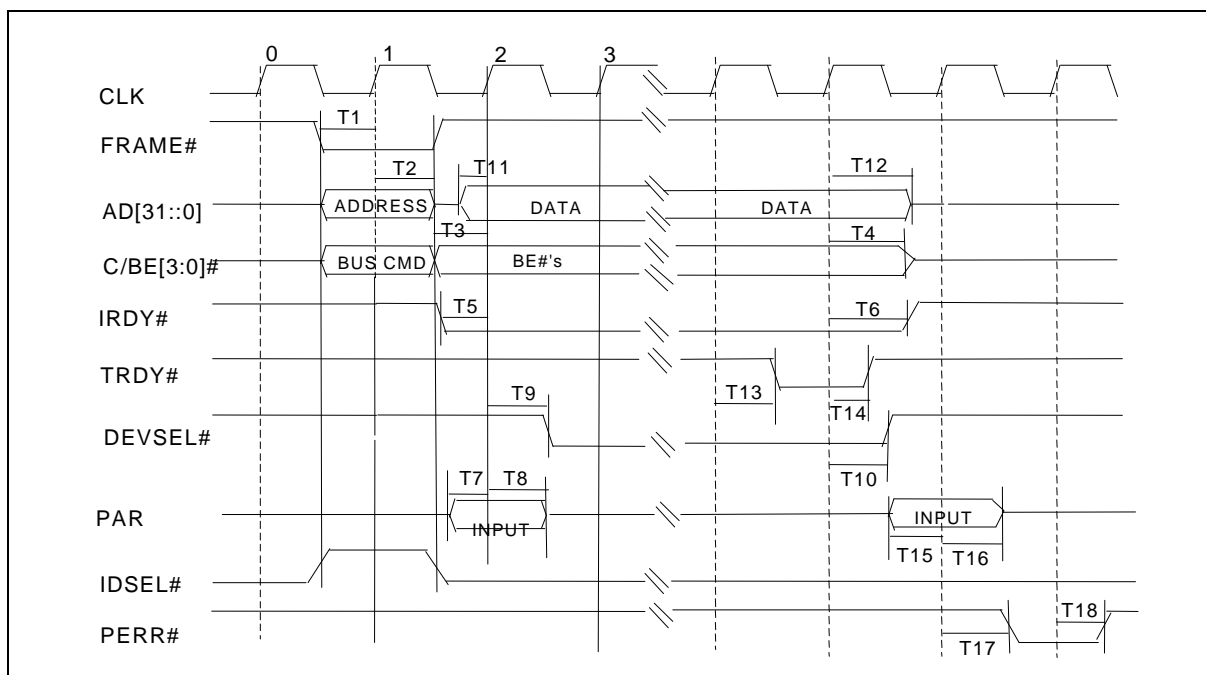 0 1 2 3
CLK
T1
FRAME#
T2 T11 T12
AD[31::0] ADDRESS DATA DATA
T3 T4
C/BE[3:0]# BUS CMD BE#'s
IRDY# T5 T6
TRDY#
T9 T13 T14
DEVSEL#
T10
T7 T8
PAR INPUT INPUT
T15 T16
IDSEL#
T18
PERR# T17